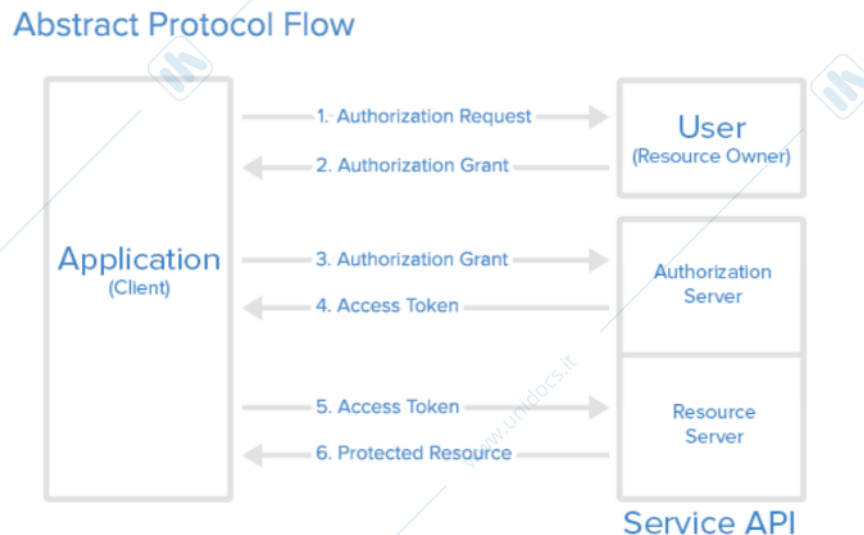 Abstract Protocol Flow
1. Authorization Request
User
(Resource Owner)
2. Authorization Grant
Application
(Client)
3. Authorization Grant
Authorization
Server
4. Access Token
5. Access Token
Resource
Server
6. Protected Resource
Service API
www.unidocs.it